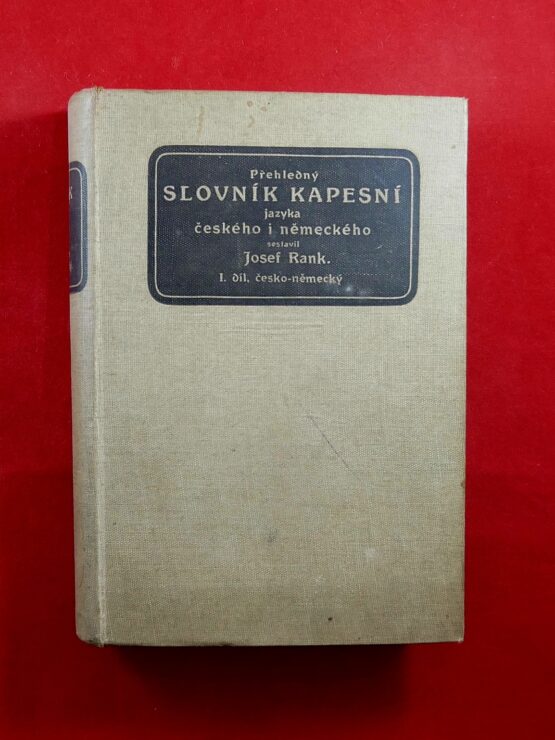 Přehledný
SLOVNÍK KAPESNÍ
jazyka
českého i německého
sestavil
Josef Rank.
I. díl, česko-německý